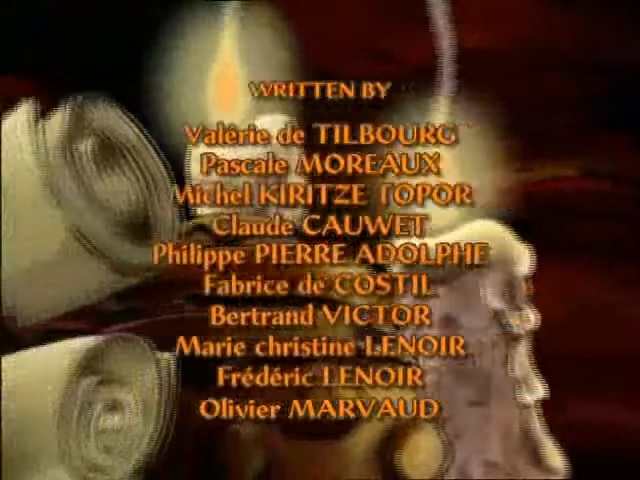 WRITTEN BY
Valérie de TILBOURG
Pascale MOREAUX
Michel KIRITZE TOPOR
Claude CAUWET
Philippe PIERRE ADOLPHE
Fabrice de COSTIL
Bertrand VICTOR
Marie christine LENOIR
Frédéric LENOIR
Olivier MARVAUD